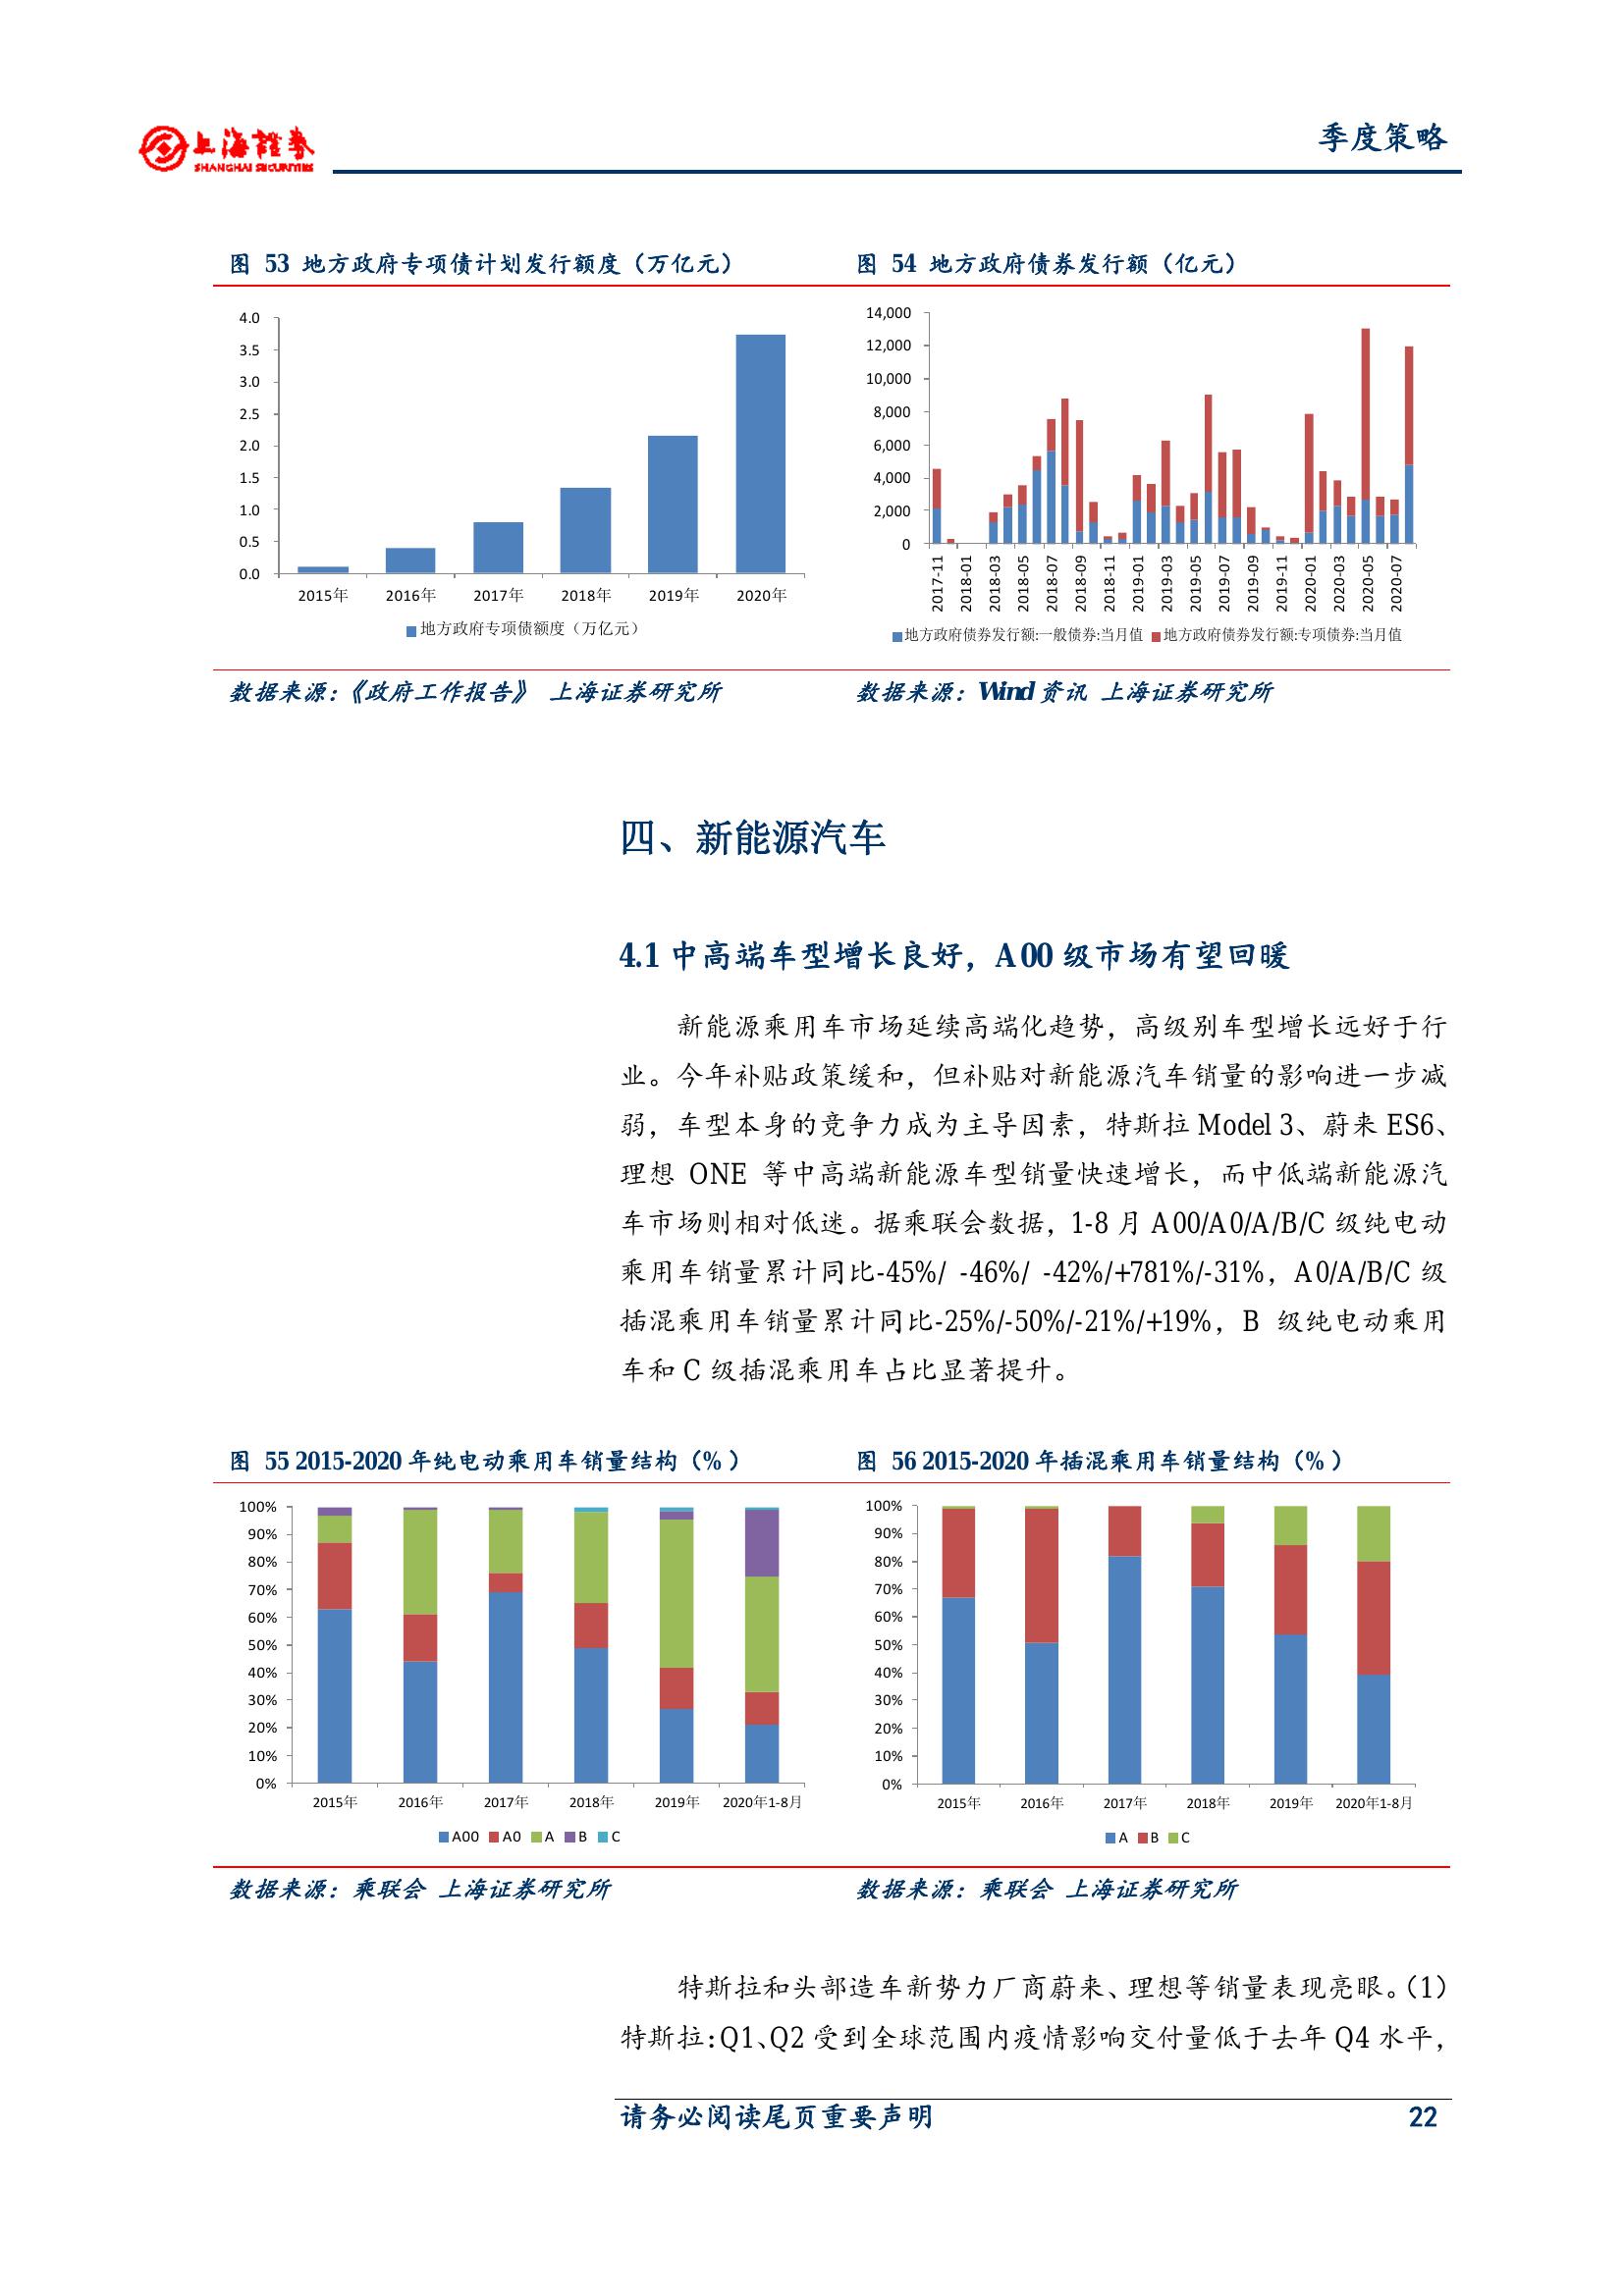 上海證券
SHANGHAI SECURITIES
季度策略
图 53 地方政府专项债计划发行额度（万亿元）
4.0
3.5
3.0
2.5
2.0
1.5
1.0
0.5
0.0
2015年 2016年 2017年 2018年 2019年 2020年
地方政府专项债额度（万亿元）
数据来源：《政府工作报告》 上海证券研究所
图 54 地方政府债券发行额（亿元）
14,000
12,000
10,000
8,000
6,000
4,000
2,000
0
2017-11 2018-01 2018-03 2018-05 2018-07 2018-09 2018-11 2019-01 2019-03 2019-05 2019-07 2019-09 2019-11 2020-01 2020-03 2020-05 2020-07
地方政府债券发行额:一般债券:当月值 地方政府债券发行额:专项债券:当月值
数据来源：Wind 资讯 上海证券研究所
四、新能源汽车
4.1 中高端车型增长良好，A00 级市场有望回暖
新能源乘用车市场延续高端化趋势，高级别车型增长远好于行
业。今年补贴政策缓和，但补贴对新能源汽车销量的影响进一步减
弱，车型本身的竞争力成为主导因素，特斯拉 Model 3、蔚来 ES6、
理想 ONE 等中高端新能源车型销量快速增长，而中低端新能源汽
车市场则相对低迷。据乘联会数据，1-8 月 A00/A0/A/B/C 级纯电动
乘用车销量累计同比-45%/ -46%/ -42%/+781%/-31%，A0/A/B/C 级
插混乘用车销量累计同比-25%/-50%/-21%/+19%，B 级纯电动乘用
车和 C 级插混乘用车占比显著提升。
图 55 2015-2020 年纯电动乘用车销量结构（%）
100%
90%
80%
70%
60%
50%
40%
30%
20%
10%
0%
2015年 2016年 2017年 2018年 2019年 2020年1-8月
A00 A0 A B C
数据来源：乘联会 上海证券研究所
图 56 2015-2020 年插混乘用车销量结构（%）
100%
90%
80%
70%
60%
50%
40%
30%
20%
10%
0%
2015年 2016年 2017年 2018年 2019年 2020年1-8月
A B C
数据来源：乘联会 上海证券研究所
特斯拉和头部造车新势力厂商蔚来、理想等销量表现亮眼。（1）
特斯拉：Q1、Q2 受到全球范围内疫情影响交付量低于去年 Q4 水平，
请务必阅读尾页重要声明
22